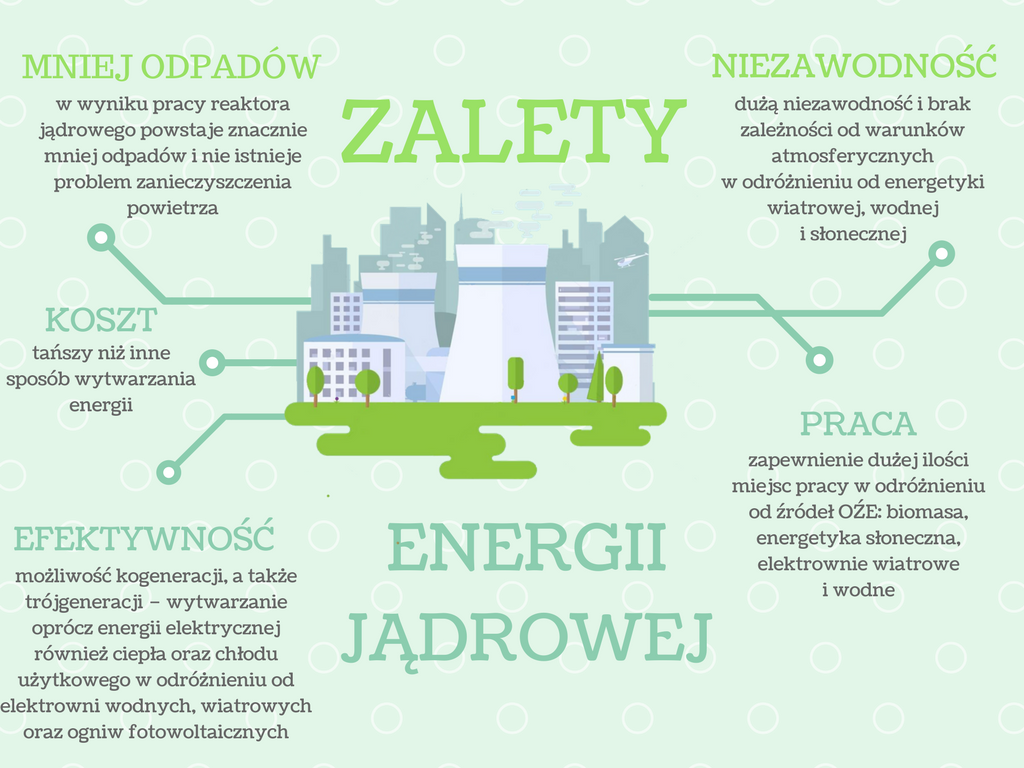 MNIEJ ODPADÓW
w wyniku pracy reaktora
jądrowego powstaje znacznie
mniej odpadów i nie istnieje
problem zanieczyszczenia
powietrza
ZALETY
NIEZAWODNOŚĆ
dużą niezawodność i brak
zależności od warunków
atmosferycznych
w odróżnieniu od energetyki
wiatrowej, wodnej
i słonecznej
KOSZT
tańszy niż inne
sposób wytwarzania
energii
PRACA
zapewnienie dużej ilości
miejsc pracy w odróżnieniu
od źródeł OŹE: biomasa,
energetyka słoneczna,
elektrownie wiatrowe
i wodne
EFEKTYWNOŚĆ
możliwość kogeneracji, a także
trójgeneracji – wytwarzanie
oprócz energii elektrycznej
również ciepła oraz chłodu
użytkowego w odróżnieniu od
elektrowni wodnych, wiatrowych
oraz ogniw fotowoltaicznych
ENERGII
JĄDROWEJ